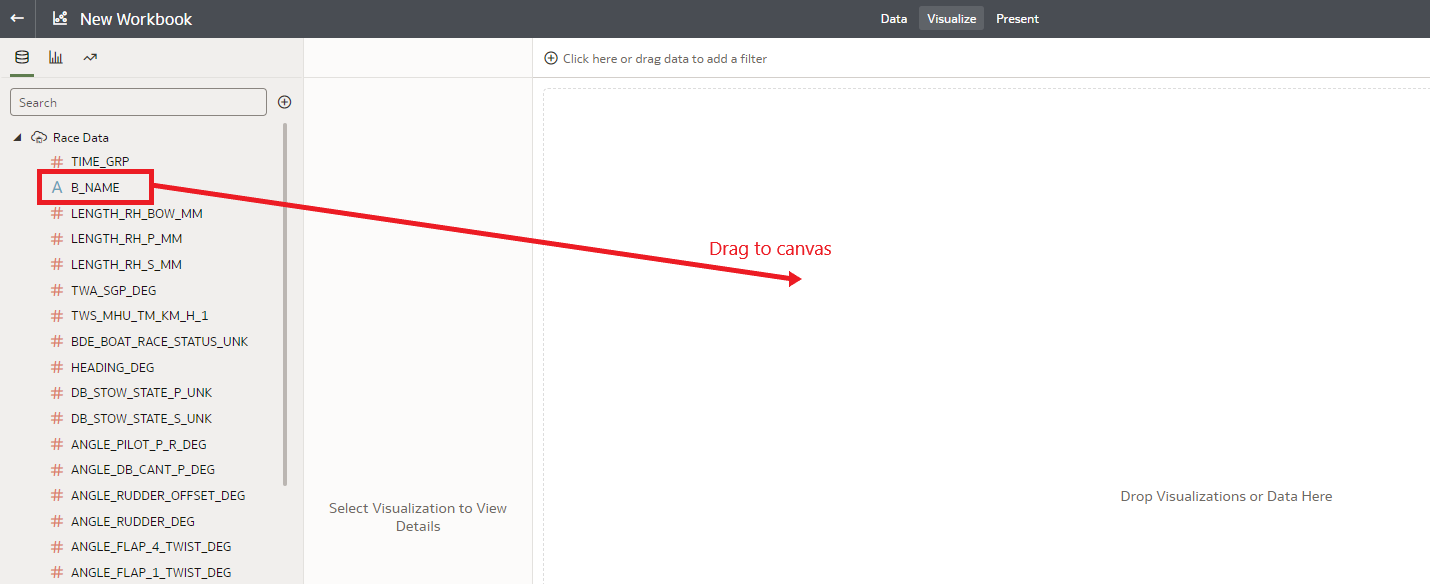 New Workbook
Data
Visualize
Present
Click here or drag data to add a filter
Search
Race Data
# TIME_GRP
A B_NAME
# LENGTH_RH_BOW_MM
# LENGTH_RH_P_MM
# LENGTH_RH_S_MM
# TWA_SGP_DEG
# TWS_MHU_TM_KM_H_1
# BDE_BOAT_RACE_STATUS_UNK
# HEADING_DEG
# DB_STOW_STATE_P_UNK
# DB_STOW_STATE_S_UNK
# ANGLE_PILOT_P_R_DEG
# ANGLE_DB_CANT_P_DEG
# ANGLE_RUDDER_OFFSET_DEG
# ANGLE_RUDDER_DEG
# ANGLE_FLAP_4_TWIST_DEG
# ANGLE_FLAP_1_TWIST_DEG
Select Visualization to View
Details
Drag to canvas
Drop Visualizations or Data Here